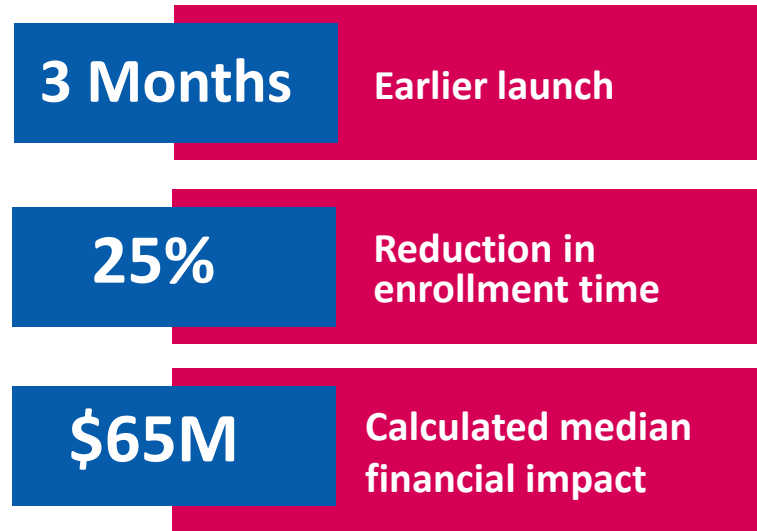 3 Months
Earlier launch
25%
Reduction in
enrollment time
$65M
Calculated median
financial impact